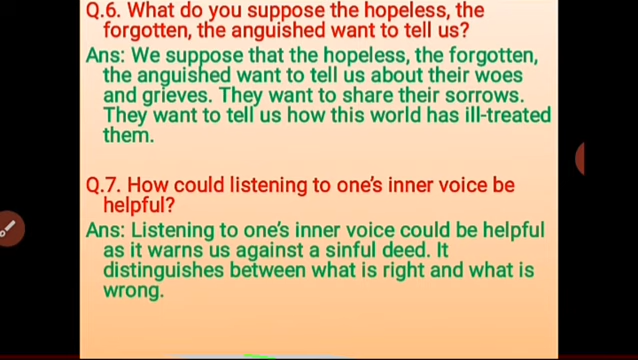 Q.6. What do you suppose the hopeless, the
forgotten, the anguished want to tell us?
Ans: We suppose that the hopeless, the forgotten,
the anguished want to tell us about their woes
and grieves. They want to share their sorrows.
They want to tell us how this world has ill-treated
them.
Q.7. How could listening to one's inner voice be
helpful?
Ans: Listening to one's inner voice could be helpful
as it warns us against a sinful deed. It
distinguishes between what is right and what is
wrong.